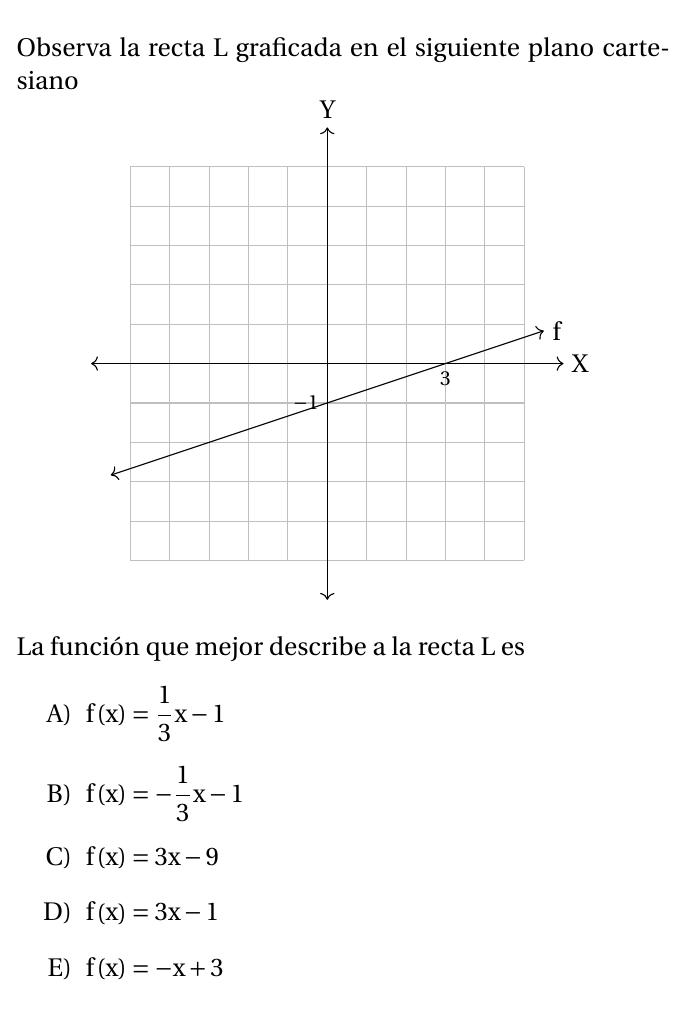 Observa la recta L graficada en el siguiente plano carte-
siano
Y
f
X
3
−1
La función que mejor describe a la recta L es
A) f(x) = 1/3 x − 1
B) f(x) = −1/3 x − 1
C) f(x) = 3x − 9
D) f(x) = 3x − 1
E) f(x) = −x + 3